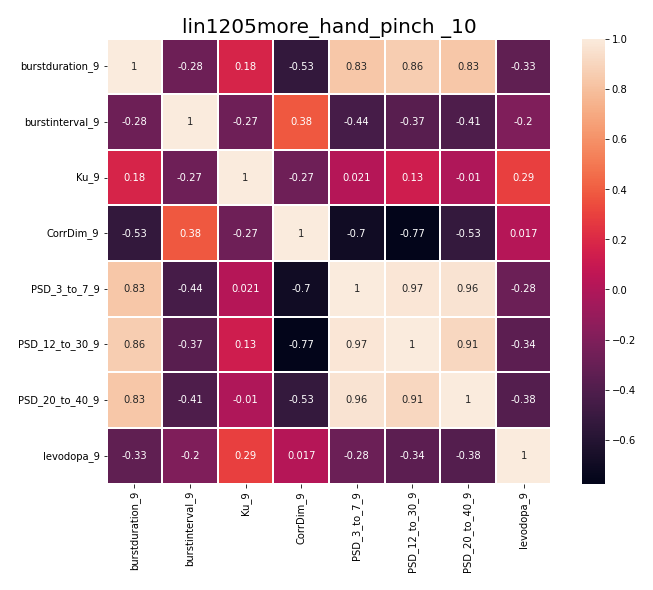 lin1205more_hand_pinch _10
burstduration_9 1 -0.28 0.18 -0.53 0.83 0.86 0.83 -0.33
burstinterval_9 -0.28 1 -0.27 0.38 -0.44 -0.37 -0.41 -0.2
Ku_9 0.18 -0.27 1 -0.27 0.021 0.13 -0.01 0.29
CorrDim_9 -0.53 0.38 -0.27 1 -0.7 -0.77 -0.53 0.017
PSD_3_to_7_9 0.83 -0.44 0.021 -0.7 1 0.97 0.96 -0.28
PSD_12_to_30_9 0.86 -0.37 0.13 -0.77 0.97 1 0.91 -0.34
PSD_20_to_40_9 0.83 -0.41 -0.01 -0.53 0.96 0.91 1 -0.38
levodopa_9 -0.33 -0.2 0.29 0.017 -0.28 -0.34 -0.38 1
burstduration_9
burstinterval_9
Ku_9
CorrDim_9
PSD_3_to_7_9
PSD_12_to_30_9
PSD_20_to_40_9
levodopa_9
1.0
0.8
0.6
0.4
0.2
0.0
−0.2
−0.4
−0.6